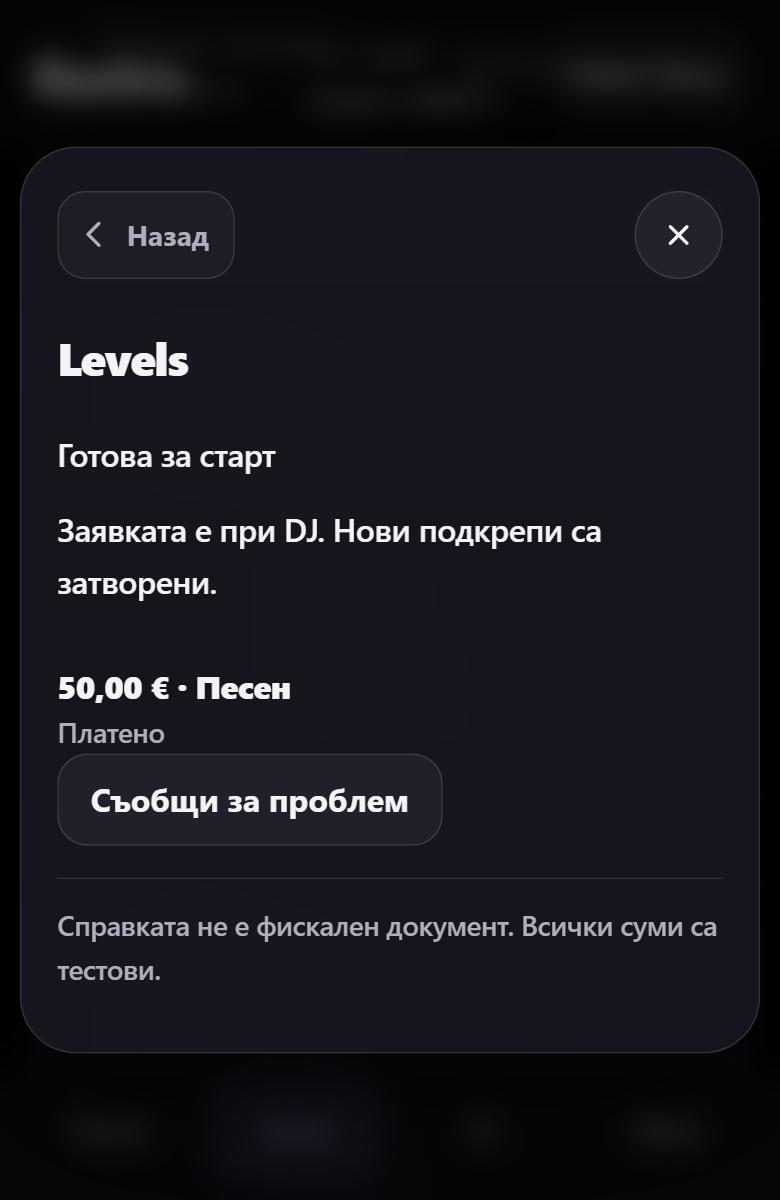 Назад
Levels
Готова за старт
Заявката е при DJ. Нови подкрепи са
затворени.
50,00 € · Песен
Платено
Съобщи за проблем
Справката не е фискален документ. Всички суми са
тестови.